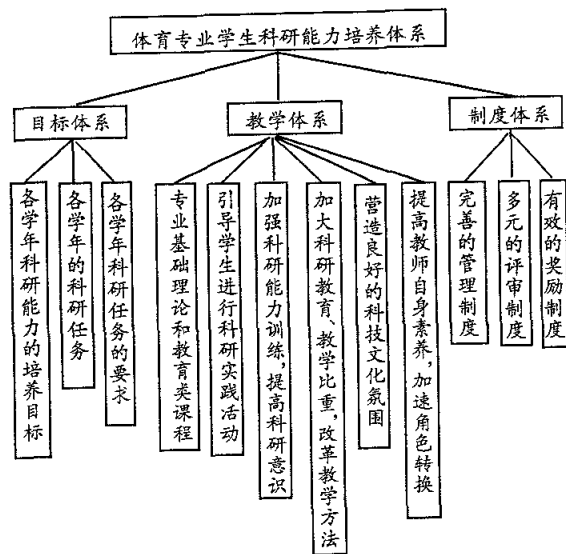 体育专业学生科研能力培养体系
目标体系
教学体系
制度体系
各学年科研能力的培养目标
各学年的科研任务
各学年科研任务的要求
专业基础理论和教育类课程
引导学生进行科研实践活动
加强科研能力训练，提高科研意识
加大科研教育、教学比重，改革教学方法
营造良好的科技文化氛围
提高教师自身素养，加速角色转换
完善的管理制度
多元的评审制度
有效的奖励制度